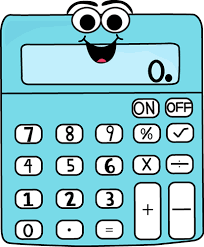 0.
ON OFF
7 8 9 % ✓
4 5 6 X ÷
1 2 3 + −
0 · =